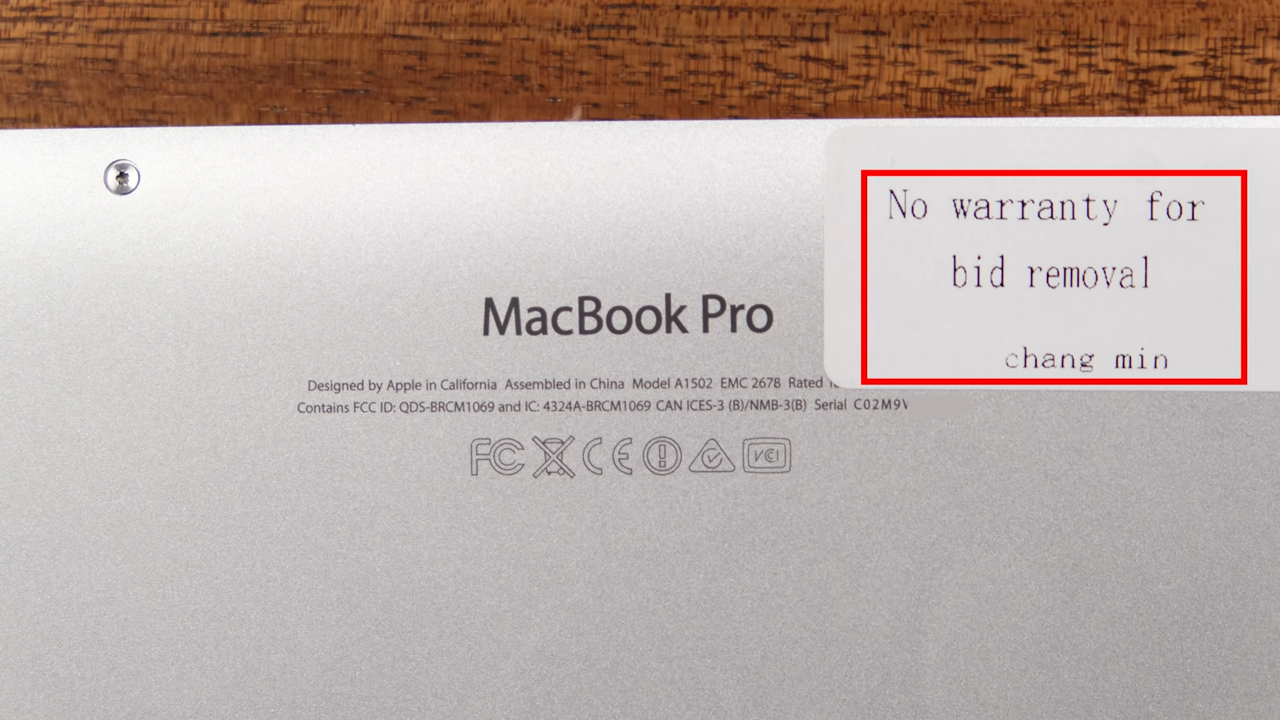 No warranty for
bid removal
chang min
MacBook Pro
Designed by Apple in California Assembled in China Model A1502 EMC 2678 Rated
Contains FCC ID: QDS-BRCM1069 and IC: 4324A-BRCM1069 CAN ICES-3 (B)/NMB-3(B) Serial C02M9V
FC CE VCI